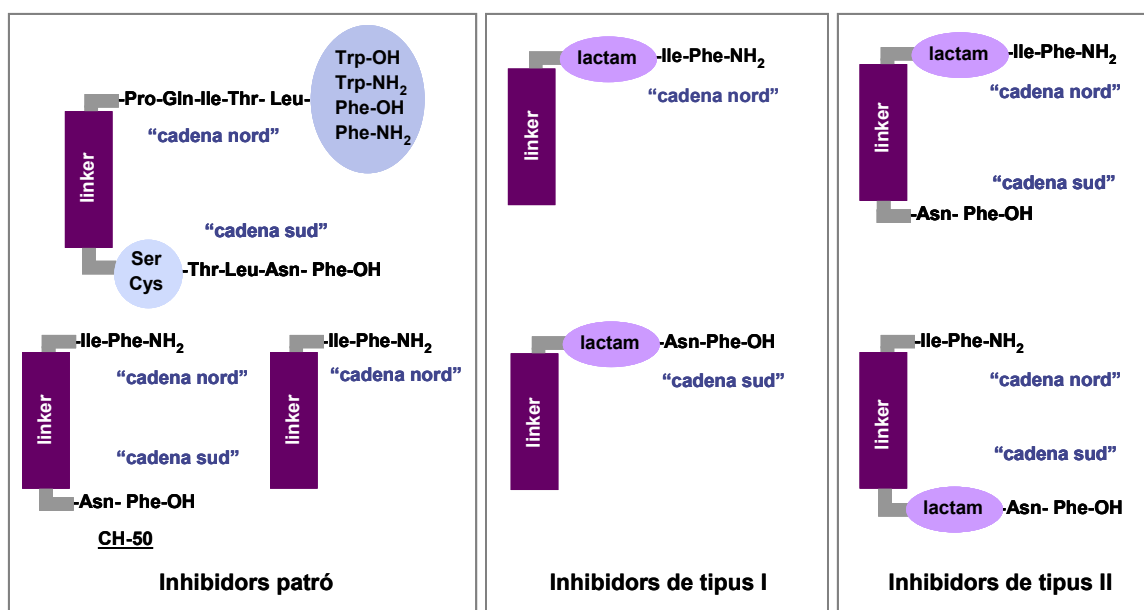 Trp-OH
Trp-NH2
Phe-OH
Phe-NH2
-Pro-Gln-Ile-Thr- Leu-
“cadena nord”
linker
“cadena sud”
Ser
Cys
-Thr-Leu-Asn- Phe-OH
-Ile-Phe-NH2
“cadena nord”
linker
“cadena sud”
-Asn- Phe-OH
CH-50
-Ile-Phe-NH2
“cadena nord”
linker
Inhibidors patró
lactam
-Ile-Phe-NH2
“cadena nord”
linker
lactam
-Asn-Phe-OH
“cadena sud”
linker
Inhibidors de tipus I
lactam
-Ile-Phe-NH2
“cadena nord”
linker
“cadena sud”
-Asn- Phe-OH
-Ile-Phe-NH2
“cadena nord”
linker
“cadena sud”
lactam
-Asn- Phe-OH
Inhibidors de tipus II